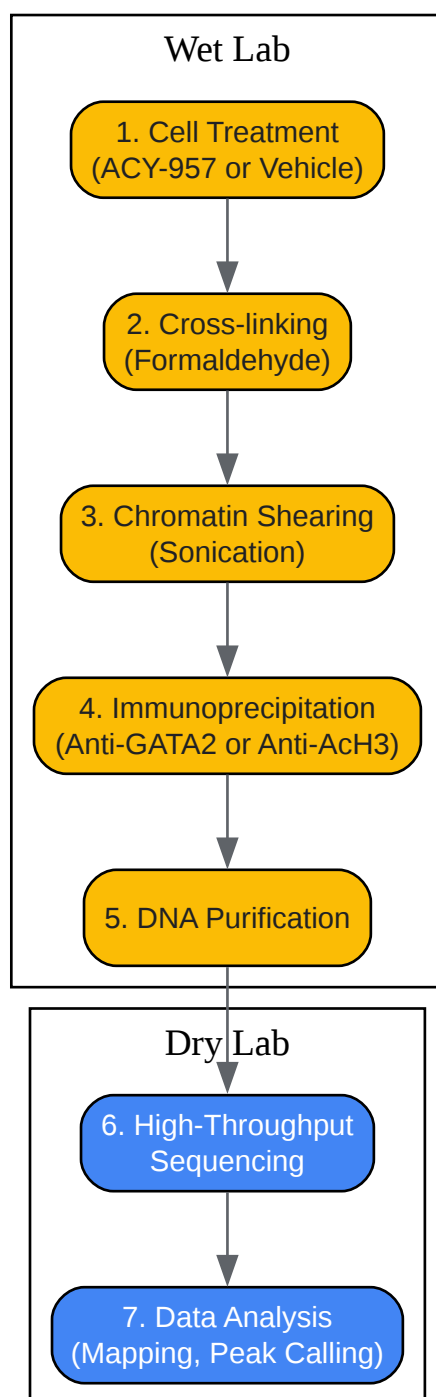 Wet Lab
1. Cell Treatment
(ACY-957 or Vehicle)
2. Cross-linking
(Formaldehyde)
3. Chromatin Shearing
(Sonication)
4. Immunoprecipitation
(Anti-GATA2 or Anti-AcH3)
5. DNA Purification
Dry Lab
6. High-Throughput
Sequencing
7. Data Analysis
(Mapping, Peak Calling)